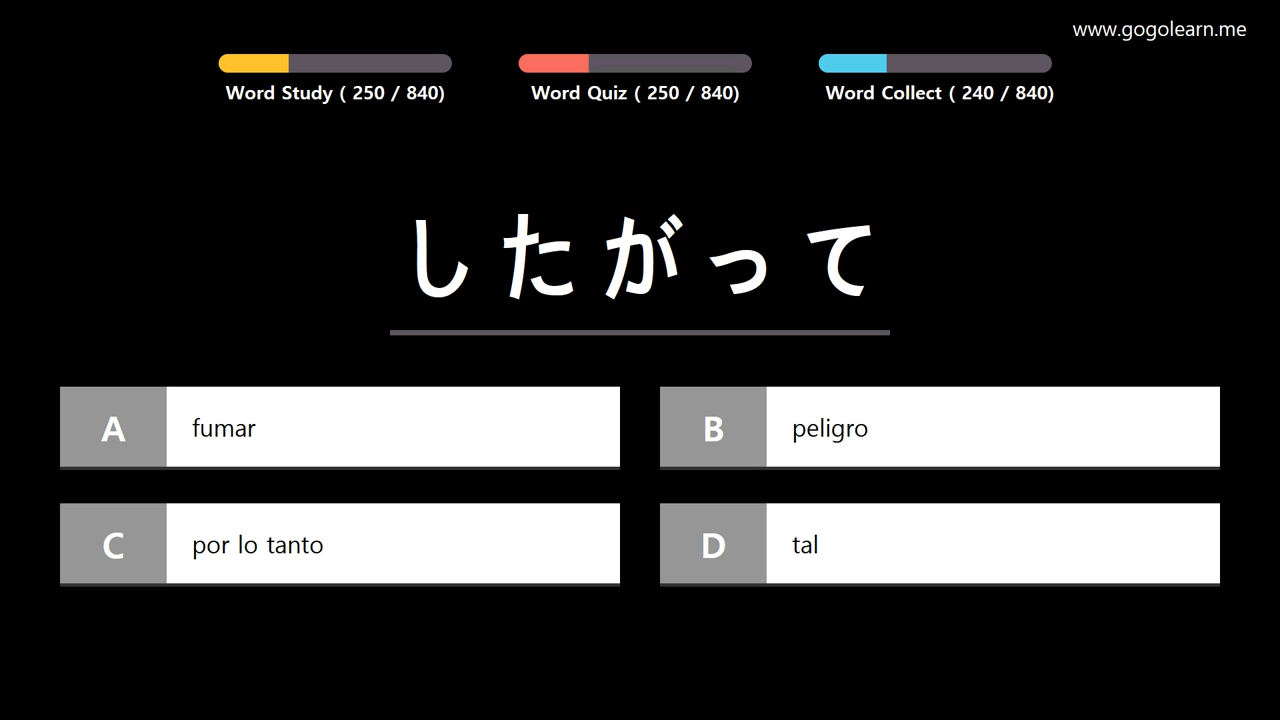 www.gogolearn.me
Word Study ( 250 / 840)
Word Quiz ( 250 / 840)
Word Collect ( 240 / 840)
したがって
A fumar
B peligro
C por lo tanto
D tal